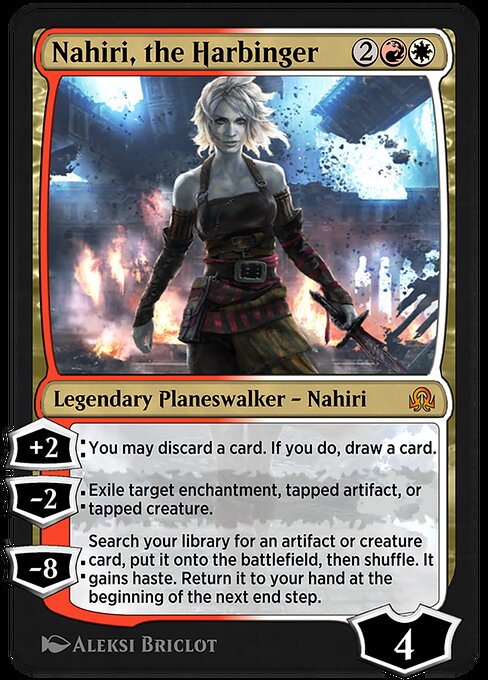 Nahiri, the Harbinger 2
Legendary Planeswalker – Nahiri
+2: You may discard a card. If you do, draw a card.
-2: Exile target enchantment, tapped artifact, or
tapped creature.
-8: Search your library for an artifact or creature
card, put it onto the battlefield, then shuffle. It
gains haste. Return it to your hand at the
beginning of the next end step.
4
Aleksi Briclot